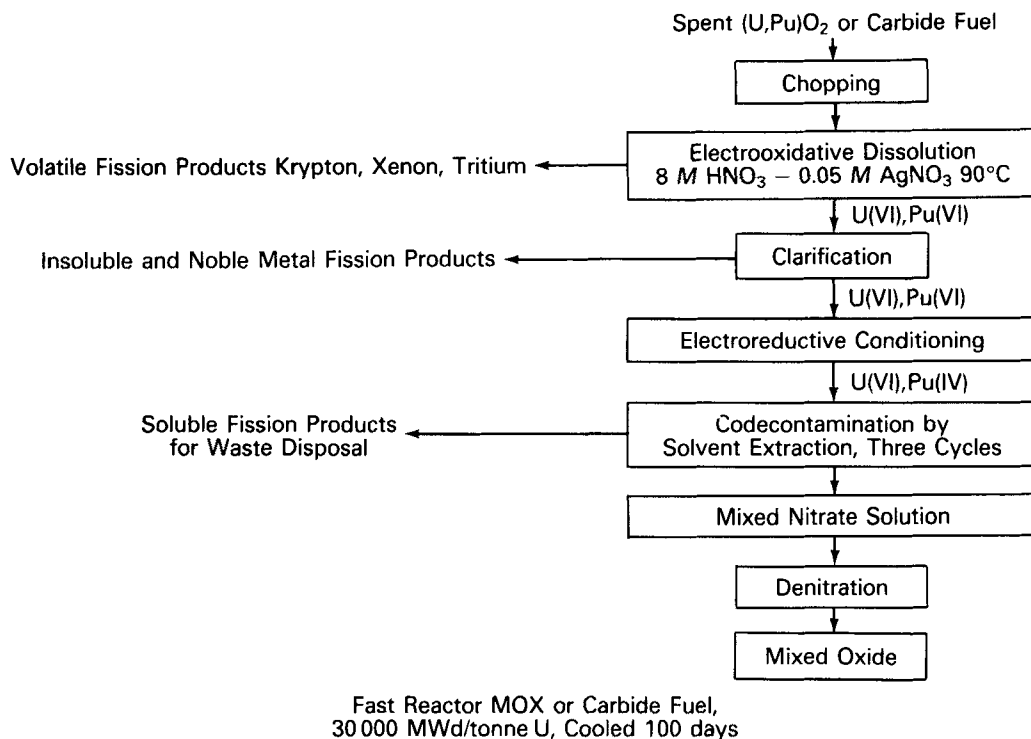 Spent (U,Pu)O₂ or Carbide Fuel
Chopping
Electrooxidative Dissolution
8 M HNO₃ – 0.05 M AgNO₃ 90°C
Volatile Fission Products Krypton, Xenon, Tritium
U(VI),Pu(VI)
Clarification
Insoluble and Noble Metal Fission Products
U(VI),Pu(VI)
Electroreductive Conditioning
U(VI),Pu(IV)
Codecontamination by
Solvent Extraction, Three Cycles
Soluble Fission Products
for Waste Disposal
Mixed Nitrate Solution
Denitration
Mixed Oxide
Fast Reactor MOX or Carbide Fuel,
30 000 MWd/tonne U, Cooled 100 days